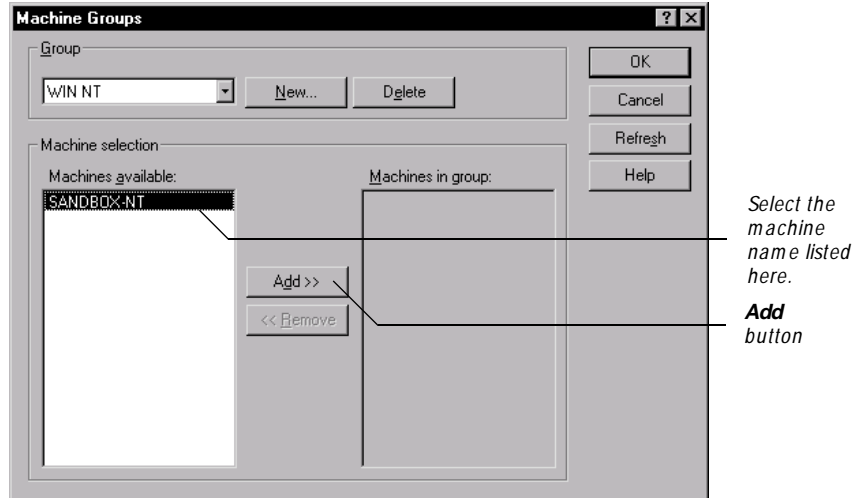 Machine Groups
Group
WIN NT
New...
Delete
OK
Cancel
Refresh
Help
Machine selection
Machines available:
Machines in group:
SANDBOX-NT
Add >>
<< Remove
Select the
machine
name listed
here.
Add
button